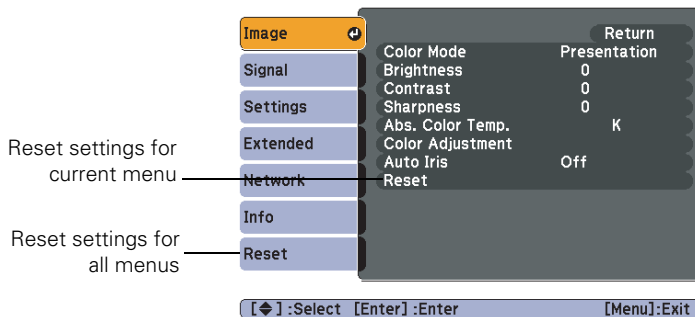 Reset settings for
current menu
Reset settings for
all menus
Image
Signal
Settings
Extended
Network
Info
Reset
Return
Color Mode Presentation
Brightness 0
Contrast 0
Sharpness 0
Abs. Color Temp. K
Color Adjustment
Auto Iris Off
Reset
[◆] :Select [Enter] :Enter [Menu]:Exit